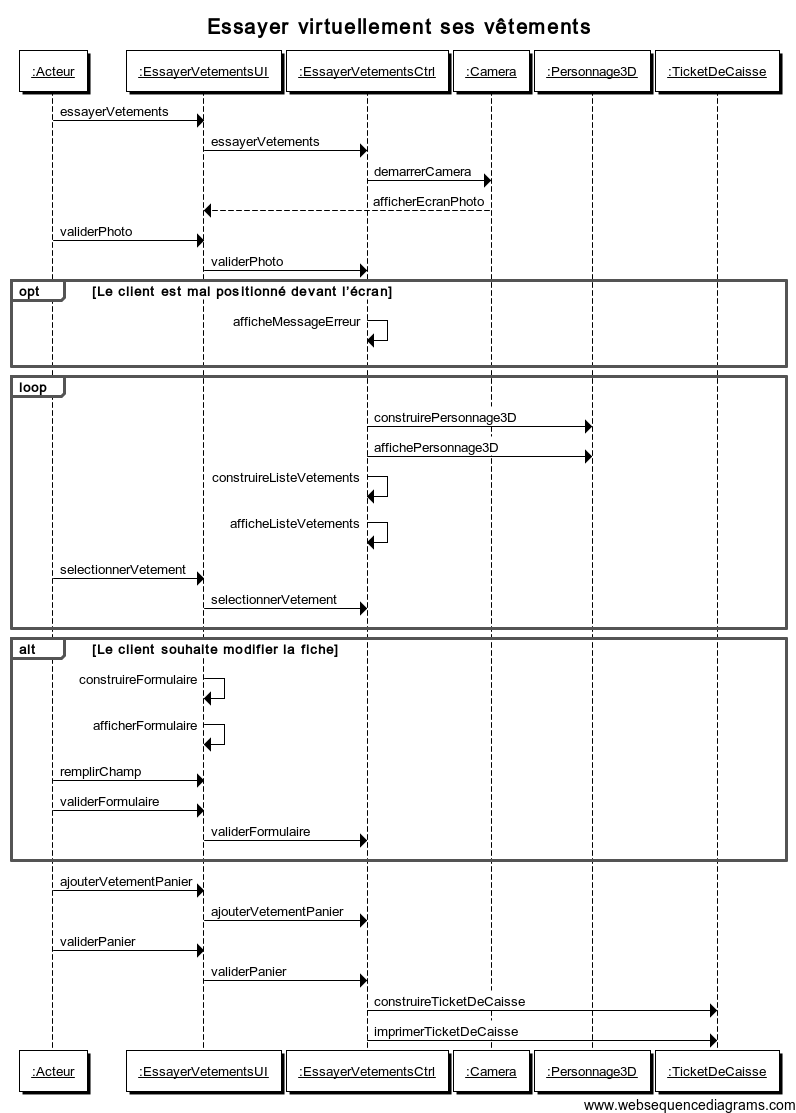 Essayer virtuellement ses vêtements
:Acteur :EssayerVetementsUI :EssayerVetementsCtrl :Camera :Personnage3D :TicketDeCaisse
essayerVetements
essayerVetements
demarrerCamera
afficherEcranPhoto
validerPhoto
validerPhoto
opt [Le client est mal positionné devant l'écran]
afficheMessageErreur
loop
construirePersonnage3D
affichePersonnage3D
construireListeVetements
afficheListeVetements
selectionnerVetement
selectionnerVetement
alt [Le client souhaite modifier la fiche]
construireFormulaire
afficherFormulaire
remplirChamp
validerFormulaire
validerFormulaire
ajouterVetementPanier
ajouterVetementPanier
validerPanier
validerPanier
construireTicketDeCaisse
imprimerTicketDeCaisse
:Acteur :EssayerVetementsUI :EssayerVetementsCtrl :Camera :Personnage3D :TicketDeCaisse
www.websequencediagrams.com